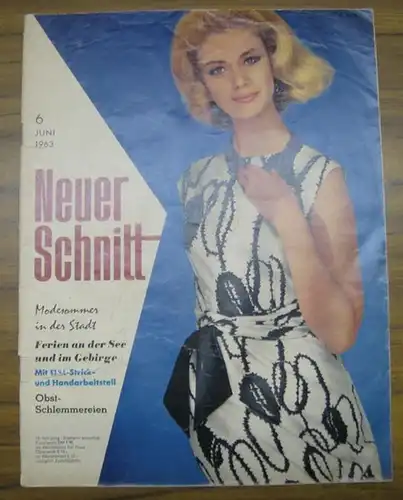 6
JUNI
1963
Neuer
Schnitt
Modesommer
in der Stadt
Ferien an der See
und im Gebirge
Mit Strick-
und Handarbeitsteil
Obst-
Schlemmereien